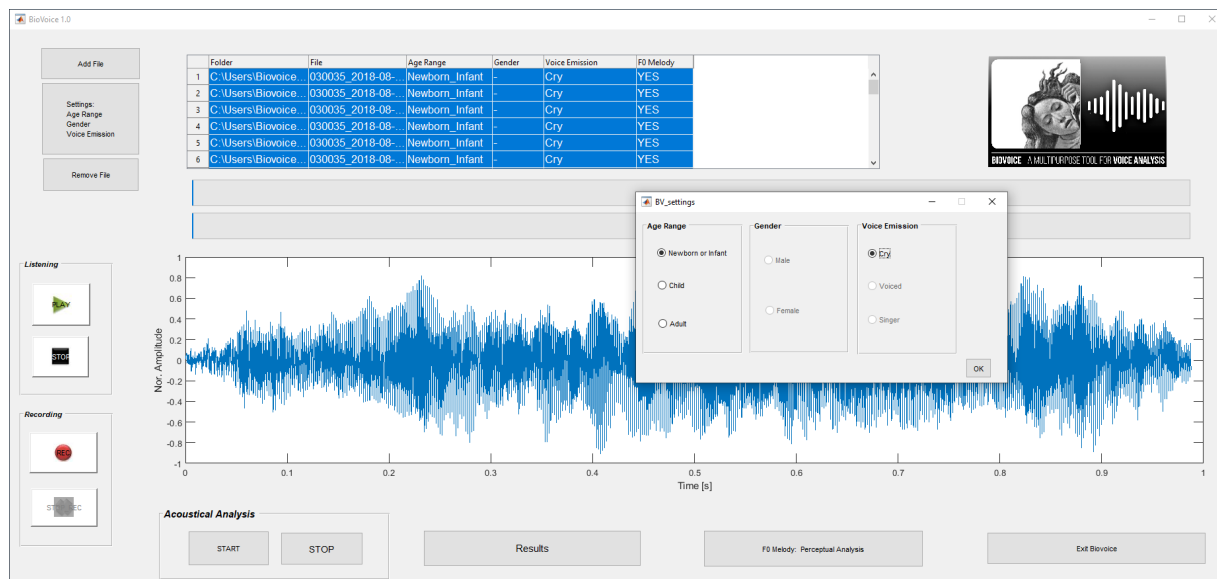 BioVoice 1.0
Add File
Settings:
Age Range
Gender
Voice Emission
Remove File
Folder File Age Range Gender Voice Emission F0 Melody
1 C:\Users\Biovoice... 030035_2018-08-... Newborn_Infant - Cry YES
2 C:\Users\Biovoice... 030035_2018-08-... Newborn_Infant - Cry YES
3 C:\Users\Biovoice... 030035_2018-08-... Newborn_Infant - Cry YES
4 C:\Users\Biovoice... 030035_2018-08-... Newborn_Infant - Cry YES
5 C:\Users\Biovoice... 030035_2018-08-... Newborn_Infant - Cry YES
6 C:\Users\Biovoice... 030035_2018-08-... Newborn_Infant - Cry YES
BIOVOICE A MULTIPURPOSE TOOL FOR VOICE ANALYSIS
BV_settings
Age Range
Newborn or Infant
Child
Adult
Gender
Male
Female
Voice Emission
Cry
Voiced
Singer
OK
Listening
PLAY
STOP
Recording
REC
Nor. Amplitude
1
0.8
0.6
0.4
0.2
0
-0.2
-0.4
-0.6
-0.8
-1
0 0.1 0.2 0.3 0.4 0.5 0.6 0.7 0.8 0.9 1
Time [s]
Acoustical Analysis
START
STOP
Results
F0 Melody: Perceptual Analysis
Exit Biovoice